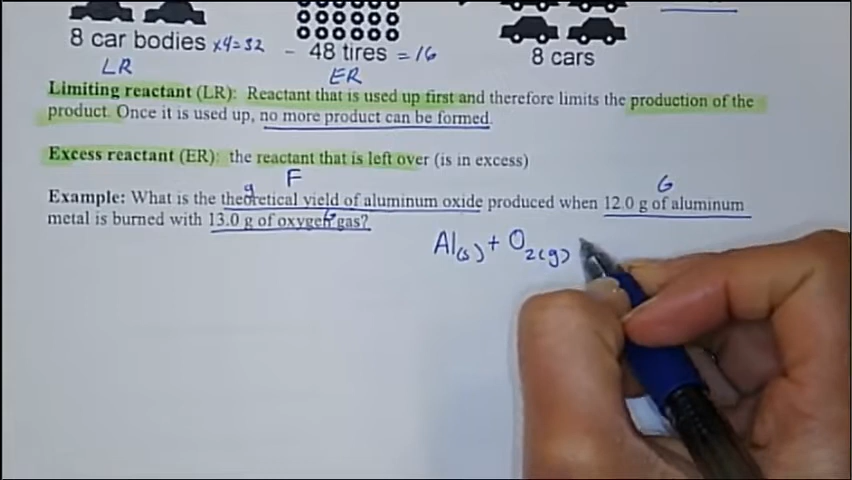 8 car bodies x4=32 - 48 tires = 16 8 cars
LR ER
Limiting reactant (LR): Reactant that is used up first and therefore limits the production of the
product. Once it is used up, no more product can be formed.
Excess reactant (ER): the reactant that is left over (is in excess)
g F G
Example: What is the theoretical yield of aluminum oxide produced when 12.0 g of aluminum
metal is burned with 13.0 g of oxygen gas?
Al(s) + O2(g)